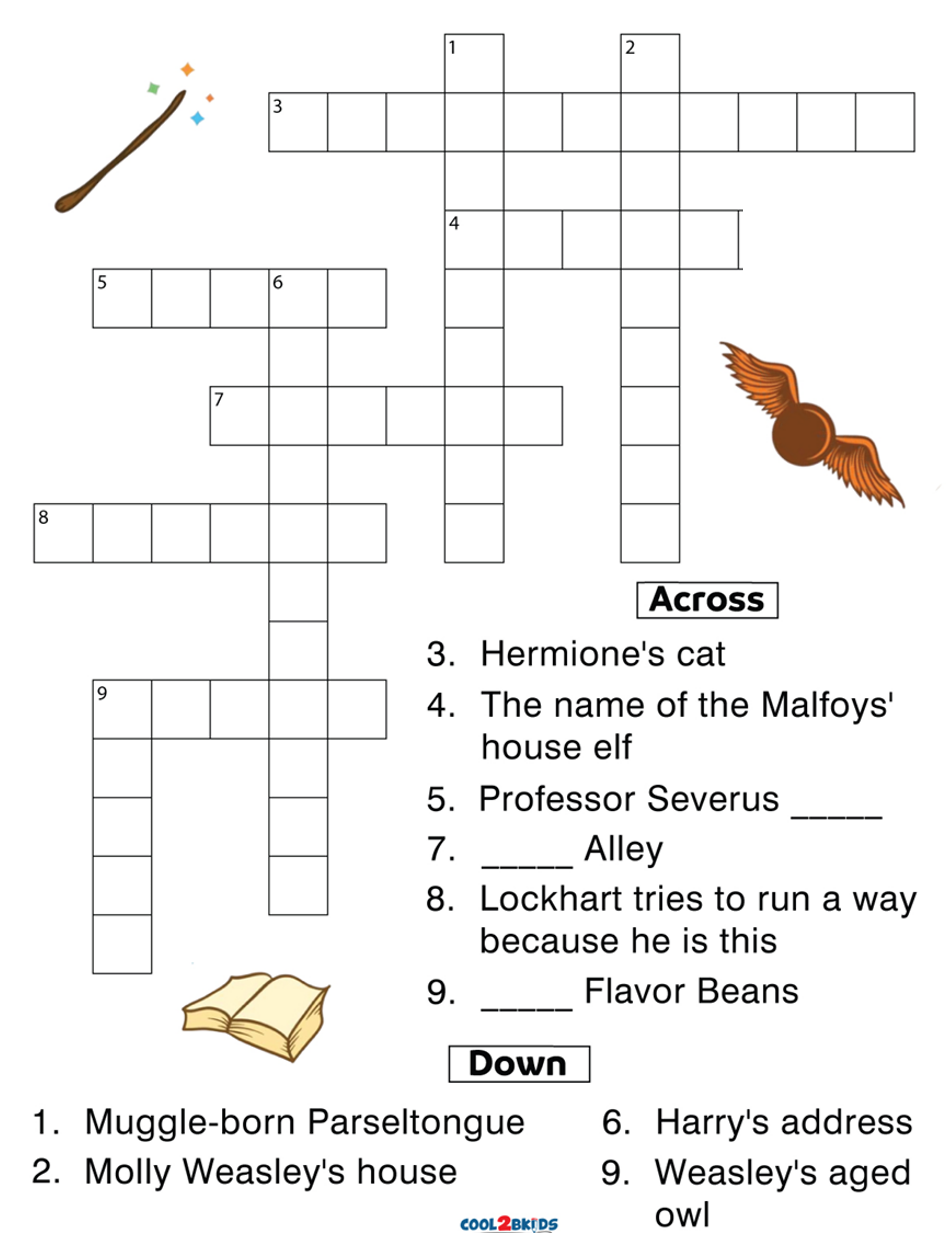 1
2
3
4
5
6
7
8
9
Across
3. Hermione's cat
4. The name of the Malfoys'
house elf
5. Professor Severus _____
7. _____ Alley
8. Lockhart tries to run a way
because he is this
9. _____ Flavor Beans
Down
1. Muggle-born Parseltongue
2. Molly Weasley's house
6. Harry's address
9. Weasley's aged
owl
COOL2BKIDS